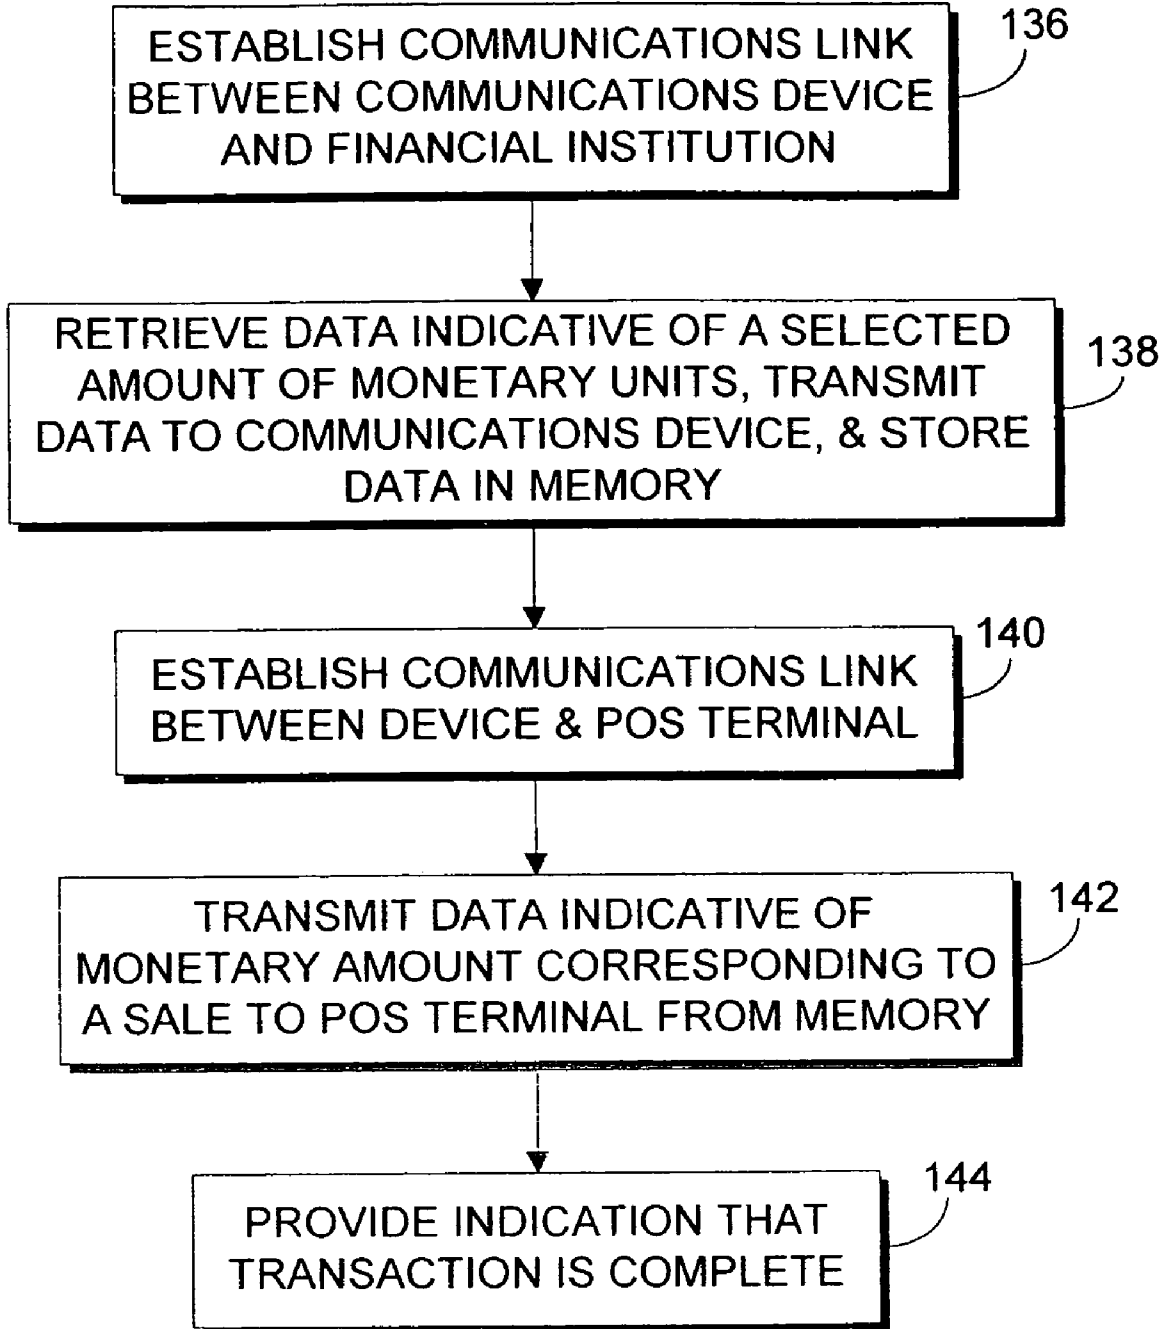 ESTABLISH COMMUNICATIONS LINK
BETWEEN COMMUNICATIONS DEVICE
AND FINANCIAL INSTITUTION
136
RETRIEVE DATA INDICATIVE OF A SELECTED
AMOUNT OF MONETARY UNITS, TRANSMIT
DATA TO COMMUNICATIONS DEVICE, & STORE
DATA IN MEMORY
138
ESTABLISH COMMUNICATIONS LINK
BETWEEN DEVICE & POS TERMINAL
140
TRANSMIT DATA INDICATIVE OF
MONETARY AMOUNT CORRESPONDING TO
A SALE TO POS TERMINAL FROM MEMORY
142
PROVIDE INDICATION THAT
TRANSACTION IS COMPLETE
144